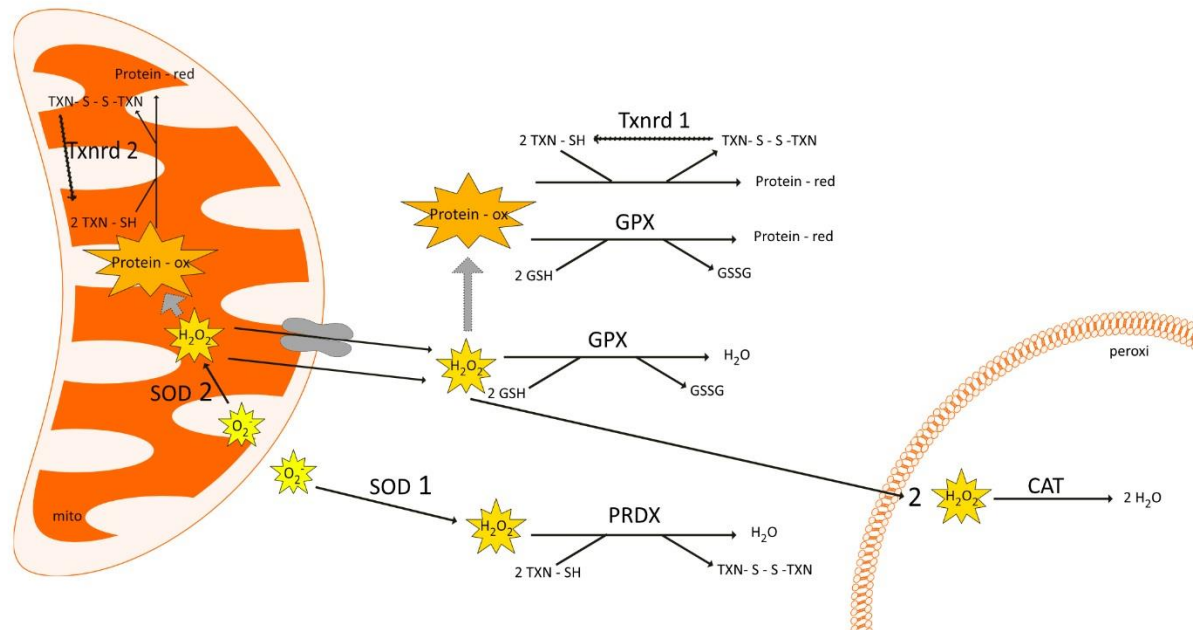 Protein - red
TXN- S - S -TXN
Txnrd 2
2 TXN - SH
Protein - ox
H₂O₂
SOD 2
O₂⁻
mito
Txnrd 1
2 TXN - SH
TXN- S - S -TXN
Protein - red
Protein - ox
GPX
Protein - red
2 GSH
GSSG
GPX
H₂O₂
H₂O
2 GSH
GSSG
O₂⁻
SOD 1
H₂O₂
PRDX
H₂O
2 TXN - SH
TXN- S - S -TXN
peroxi
2
H₂O₂
CAT
2 H₂O